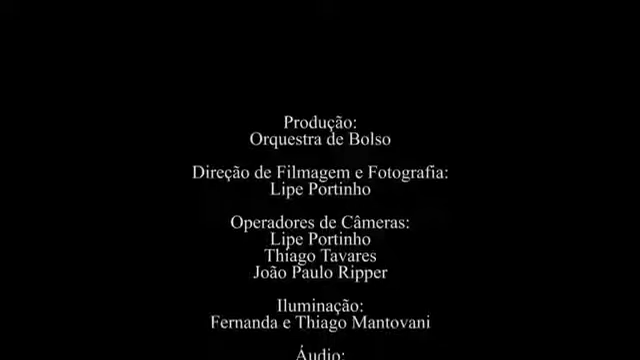 Produção:
Orquestra de Bolso
Direção de Filmagem e Fotografia:
Lipe Portinho
Operadores de Câmeras:
Lipe Portinho
Thiago Tavares
João Paulo Ripper
Iluminação:
Fernanda e Thiago Mantovani
Áudio: